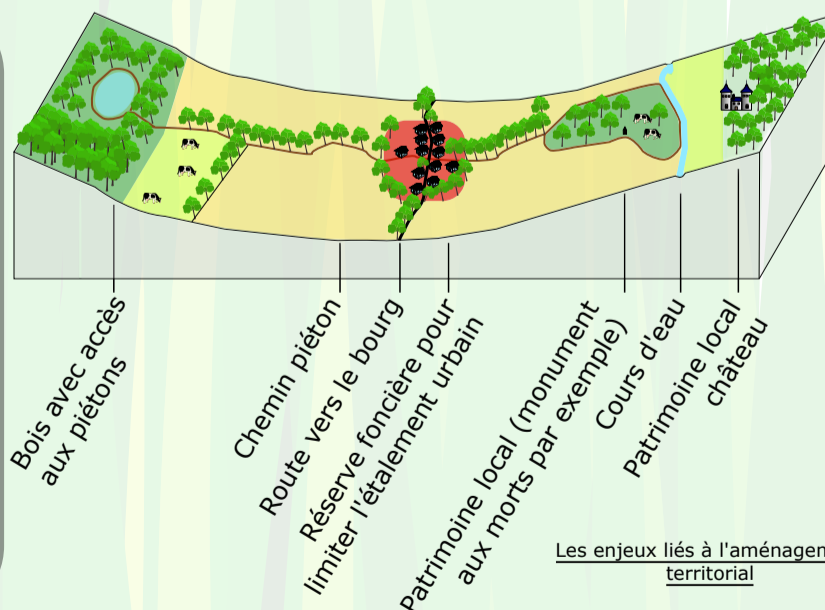 Bois avec accès
aux piétons
Chemin piéton
Route vers le bourg
Réserve foncière pour
limiter l'étalement urbain
Patrimoine local (monument
aux morts par exemple)
Cours d'eau
Patrimoine local
château
Les enjeux liés à l'aménagen
territorial